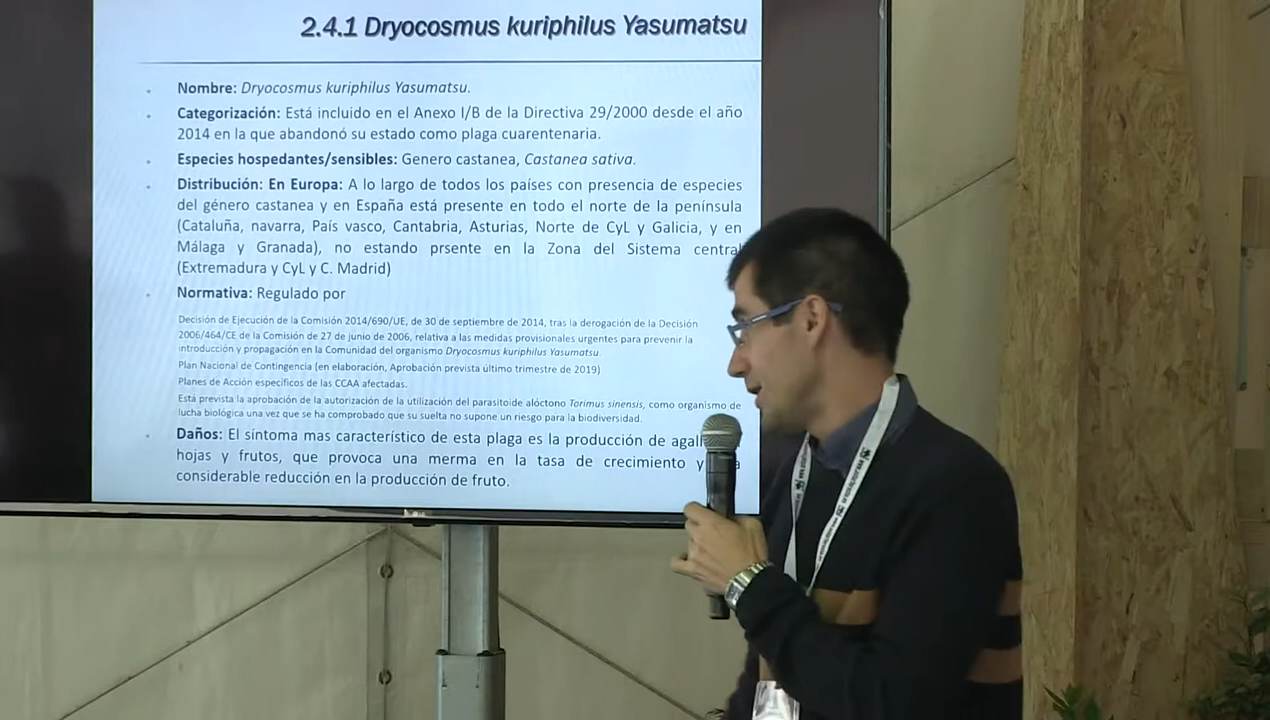 2.4.1 Dryocosmus kuriphilus Yasumatsu
Nombre: Dryocosmus kuriphilus Yasumatsu.
Categorización: Está incluido en el Anexo I/B de la Directiva 29/2000 desde el año
2014 en la que abandonó su estado como plaga cuarentenaria.
Especies hospedantes/sensibles: Genero castanea, Castanea sativa.
Distribución: En Europa: A lo largo de todos los países con presencia de especies
del género castanea y en España está presente en todo el norte de la península
(Cataluña, navarra, País vasco, Cantabria, Asturias, Norte de CyL y Galicia, y en
Málaga y Granada), no estando prsente en la Zona del Sistema central
(Extremadura y CyL y C. Madrid)
Normativa: Regulado por
Decisión de Ejecución de la Comisión 2014/690/UE, de 30 de septiembre de 2014, tras la derogación de la Decisión
2006/464/CE de la Comisión de 27 de junio de 2006, relativa a las medidas provisionales urgentes para prevenir la
introducción y propagación en la Comunidad del organismo Dryocosmus kuriphilus Yasumatsu.
Plan Nacional de Contingencia (en elaboración, Aprobación prevista último trimestre de 2019)
Planes de Acción especificos de las CCAA afectadas.
Está prevista la aprobación de la autorización de la utilización del parasitoide alóctono Torimus sinensis, como organismo de
lucha biológica una vez que se ha comprobado que su suelta no supone un riesgo para la biodiversidad.
Daños: El síntoma mas característico de esta plaga es la producción de
hojas y frutos, que provoca una merma en la tasa de crecimiento y
considerable reducción en la producción de fruto.